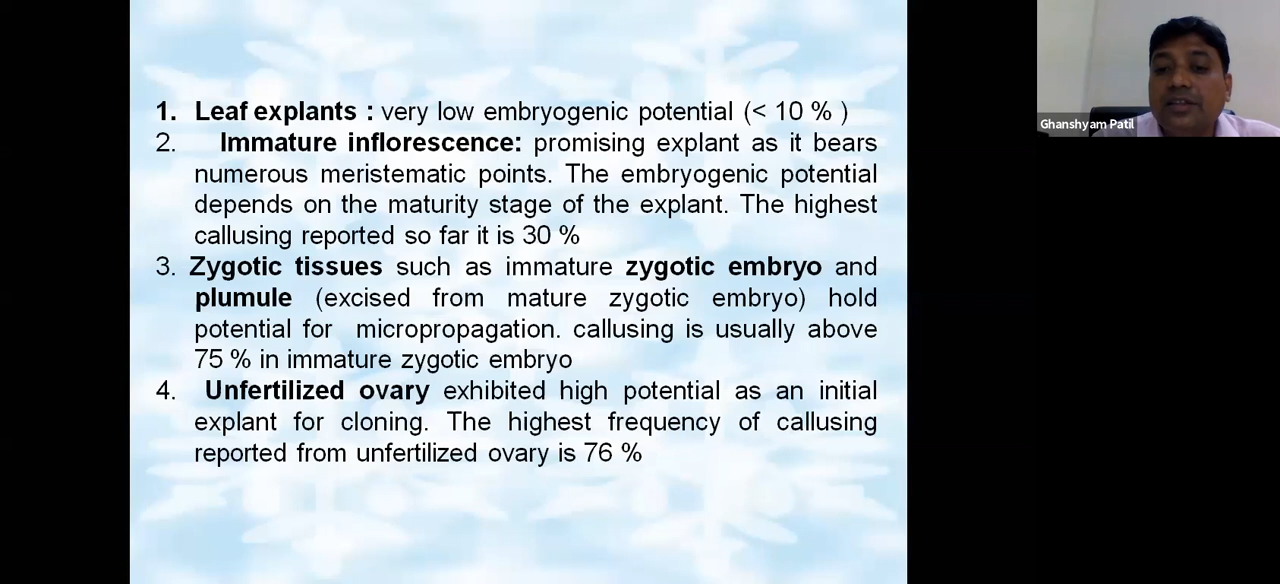 1. Leaf explants : very low embryogenic potential (< 10 % )
2. Immature inflorescence: promising explant as it bears
numerous meristematic points. The embryogenic potential
depends on the maturity stage of the explant. The highest
callusing reported so far it is 30 %
3. Zygotic tissues such as immature zygotic embryo and
plumule (excised from mature zygotic embryo) hold
potential for micropropagation. callusing is usually above
75 % in immature zygotic embryo
4. Unfertilized ovary exhibited high potential as an initial
explant for cloning. The highest frequency of callusing
reported from unfertilized ovary is 76 %
Ghanshyam Patil